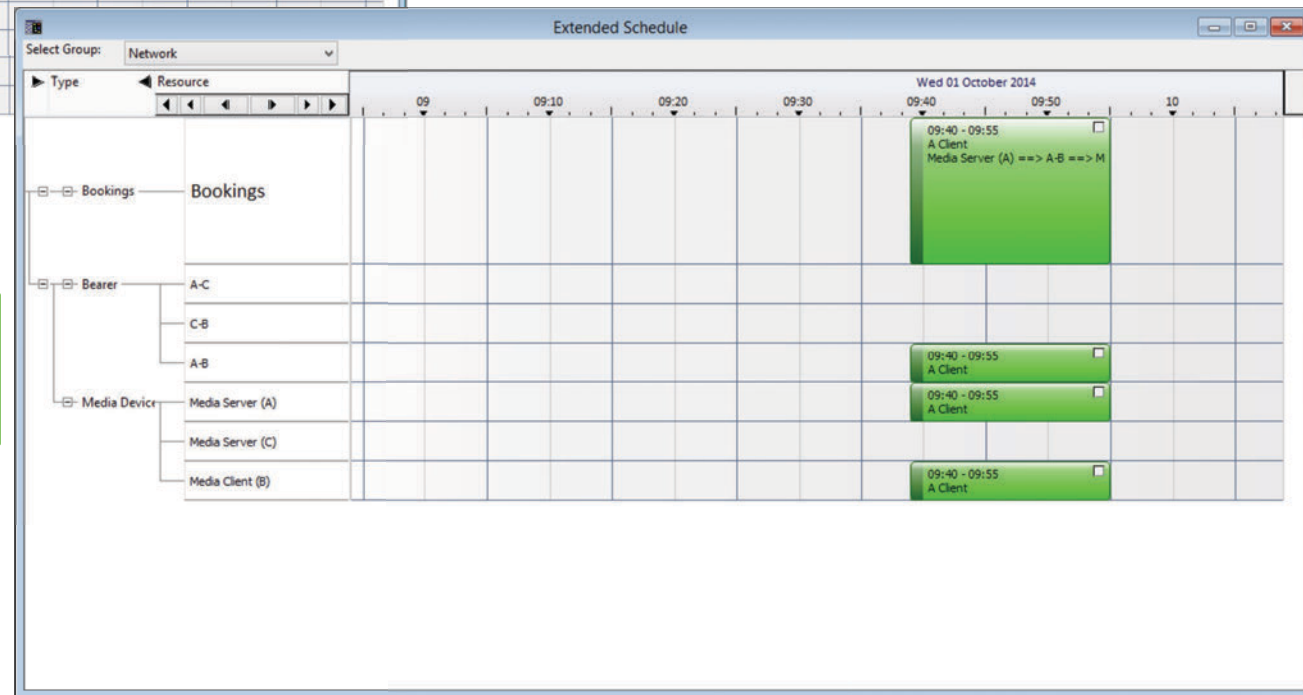 Extended Schedule
Select Group: Network
Type Resource
Wed 01 October 2014
09 09:10 09:20 09:30 09:40 09:50 10
09:40 - 09:55
A Client
Media Server (A) ==> A-B ==> M
Bookings Bookings
Bearer A-C
C-B
A-B
09:40 - 09:55
A Client
Media Device Media Server (A)
09:40 - 09:55
A Client
Media Server (C)
Media Client (B)
09:40 - 09:55
A Client